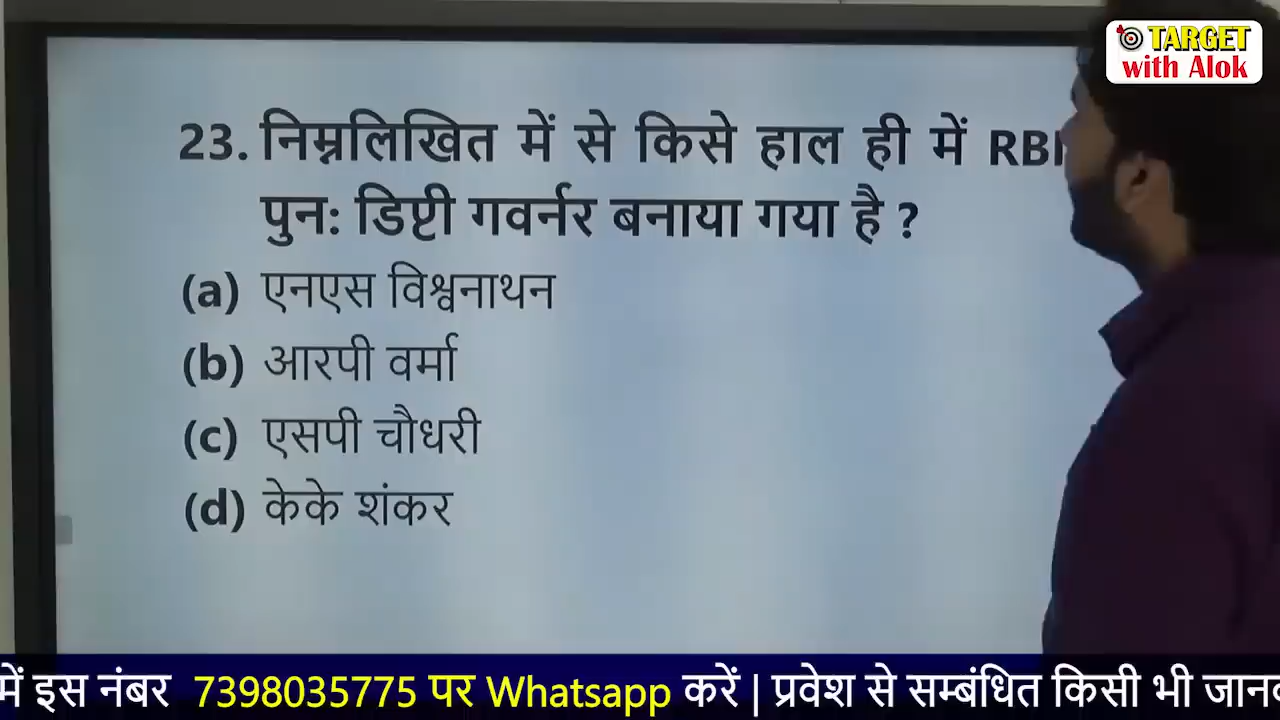 TARGET
with Alok
23. निम्नलिखित में से किसे हाल ही में RBI
पुन: डिप्टी गवर्नर बनाया गया है ?
(a) एनएस विश्वनाथन
(b) आरपी वर्मा
(c) एसपी चौधरी
(d) केके शंकर
में इस नंबर 7398035775 पर Whatsapp करें | प्रवेश से सम्बंधित किसी भी